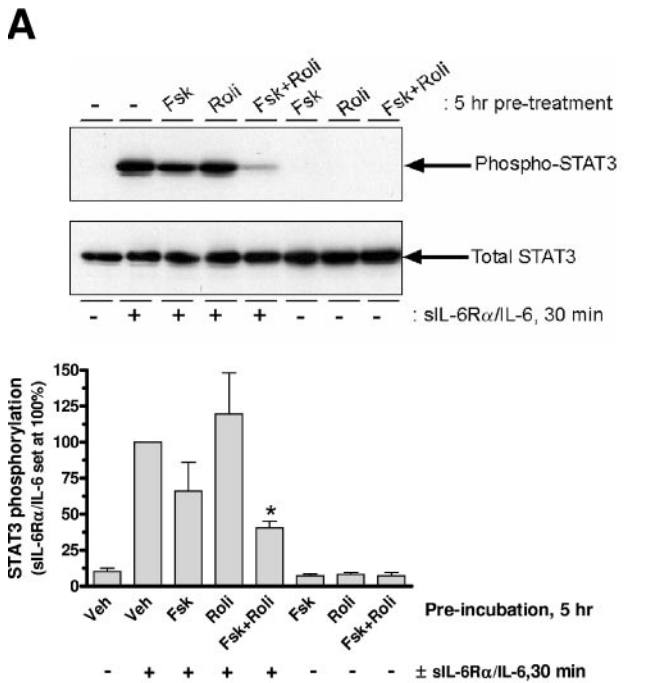 A
- - Fsk Roli Fsk+Roli Fsk Roli Fsk+Roli : 5 hr pre-treatment
Phospho-STAT3
Total STAT3
- + + + + - - - : sIL-6Rα/IL-6, 30 min
STAT3 phosphorylation
(sIL-6Rα/IL-6 set at 100%)
150
125
100
75
50
25
0
*
Veh Veh Fsk Roli Fsk+Roli Fsk Roli Fsk+Roli Pre-incubation, 5 hr
- + + + + - - - ± sIL-6Rα/IL-6,30 min